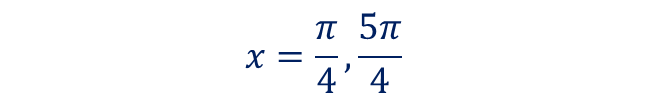 x = π/4, 5π/4